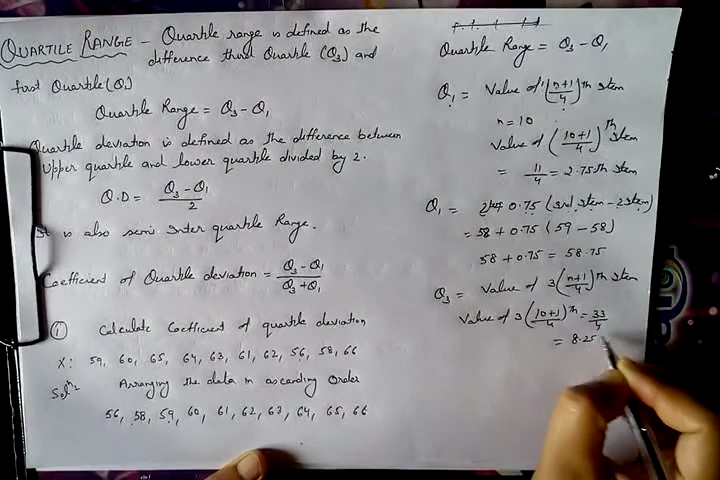 QUARTILE RANGE - Quartile range is defined as the
difference third Quartile (Q3) and
first Quartile (Q1
Quartile Range = Q3 - Q1
Quartile deviation is defined as the difference between
Upper quartile and lower quartile divided by 2.
Q.D = Q3 - Q1 / 2
It is also semi Inter quartile Range.
Coefficient of Quartile deviation = Q3 - Q1 / Q3 + Q1
① Calculate Coefficient of quartile deviation
X: 59, 60, 65, 64, 63, 61, 62, 56, 58, 66
Arranging the data in ascending Order
56, 58, 59, 60, 61, 62, 63, 64, 65, 66
Quartile Range = Q3 - Q1
Q1 = Value of (n+1 / 4)th item
n = 10
Value of (10+1 / 4)th item
= 11/4 = 2.75th item
Q1 = 0.75 (3rd item - 2 item)
= 58 + 0.75 (59 - 58)
58 + 0.75 = 58.75
Q3 = Value of 3(n+1 / 4)th item
Value of 3(10+1 / 4)th = 33/4
= 8.25